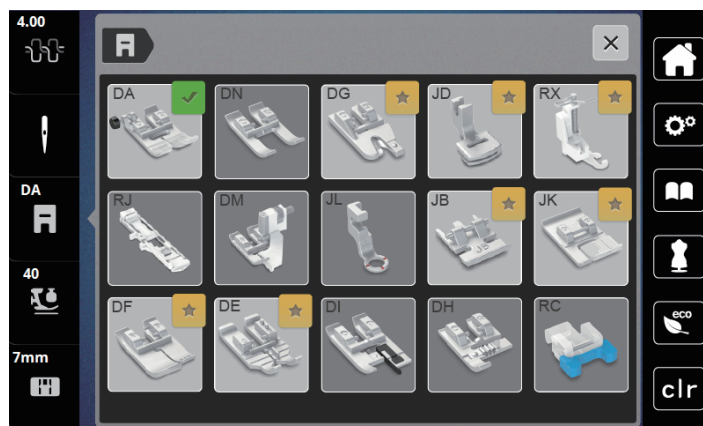 4.00
DA
40
7mm
DA
DN
DG
JD
RX
RJ
DM
JL
JB
JK
DF
DE
DI
DH
RC
eco
clr